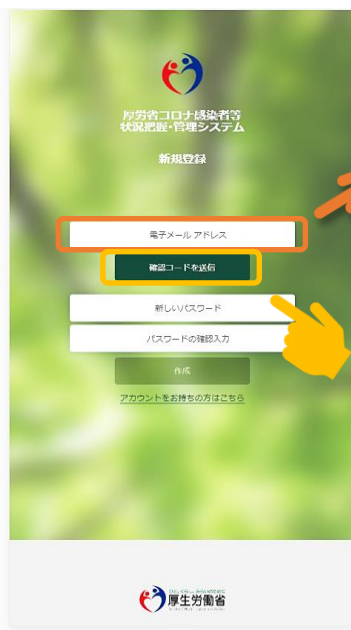 厚労省コロナ感染者等
状況把握・管理システム
新規登録
電子メール アドレス
確認コードを送信
新しいパスワード
パスワードの確認入力
作成
アカウントをお持ちの方はこちら
厚生労働省